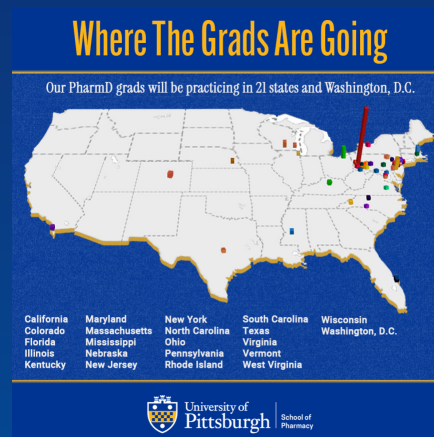 Where The Grads Are Going
Our PharmD grads will be practicing in 21 states and Washington, D.C.
California
Colorado
Florida
Illinois
Kentucky
Maryland
Massachusetts
Mississippi
Nebraska
New Jersey
New York
North Carolina
Ohio
Pennsylvania
Rhode Island
South Carolina
Texas
Virginia
Vermont
West Virginia
Wisconsin
Washington, D.C.
University of
Pittsburgh
School of
Pharmacy